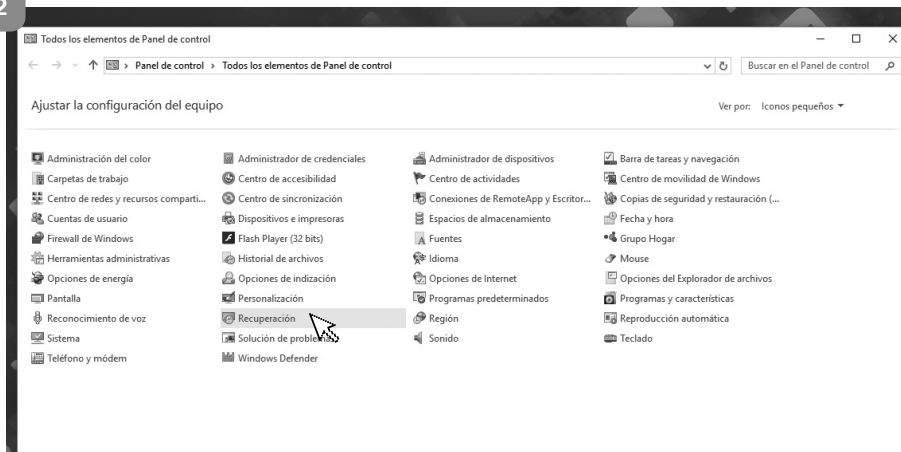 2
Todos los elementos de Panel de control
Panel de control > Todos los elementos de Panel de control
Buscar en el Panel de control
Ajustar la configuración del equipo
Ver por: Iconos pequeños
Administración del color
Administrador de credenciales
Administrador de dispositivos
Barra de tareas y navegación
Carpetas de trabajo
Centro de accesibilidad
Centro de actividades
Centro de movilidad de Windows
Centro de redes y recursos comparti...
Centro de sincronización
Conexiones de RemoteApp y Escritor...
Copias de seguridad y restauración (...
Cuentas de usuario
Dispositivos e impresoras
Espacios de almacenamiento
Fecha y hora
Firewall de Windows
Flash Player (32 bits)
Fuentes
Grupo Hogar
Herramientas administrativas
Historial de archivos
Idioma
Mouse
Opciones de energía
Opciones de indización
Opciones de Internet
Opciones del Explorador de archivos
Pantalla
Personalización
Programas predeterminados
Programas y características
Reconocimiento de voz
Recuperación
Región
Reproducción automática
Sistema
Solución de problemas
Sonido
Teclado
Teléfono y módem
Windows Defender